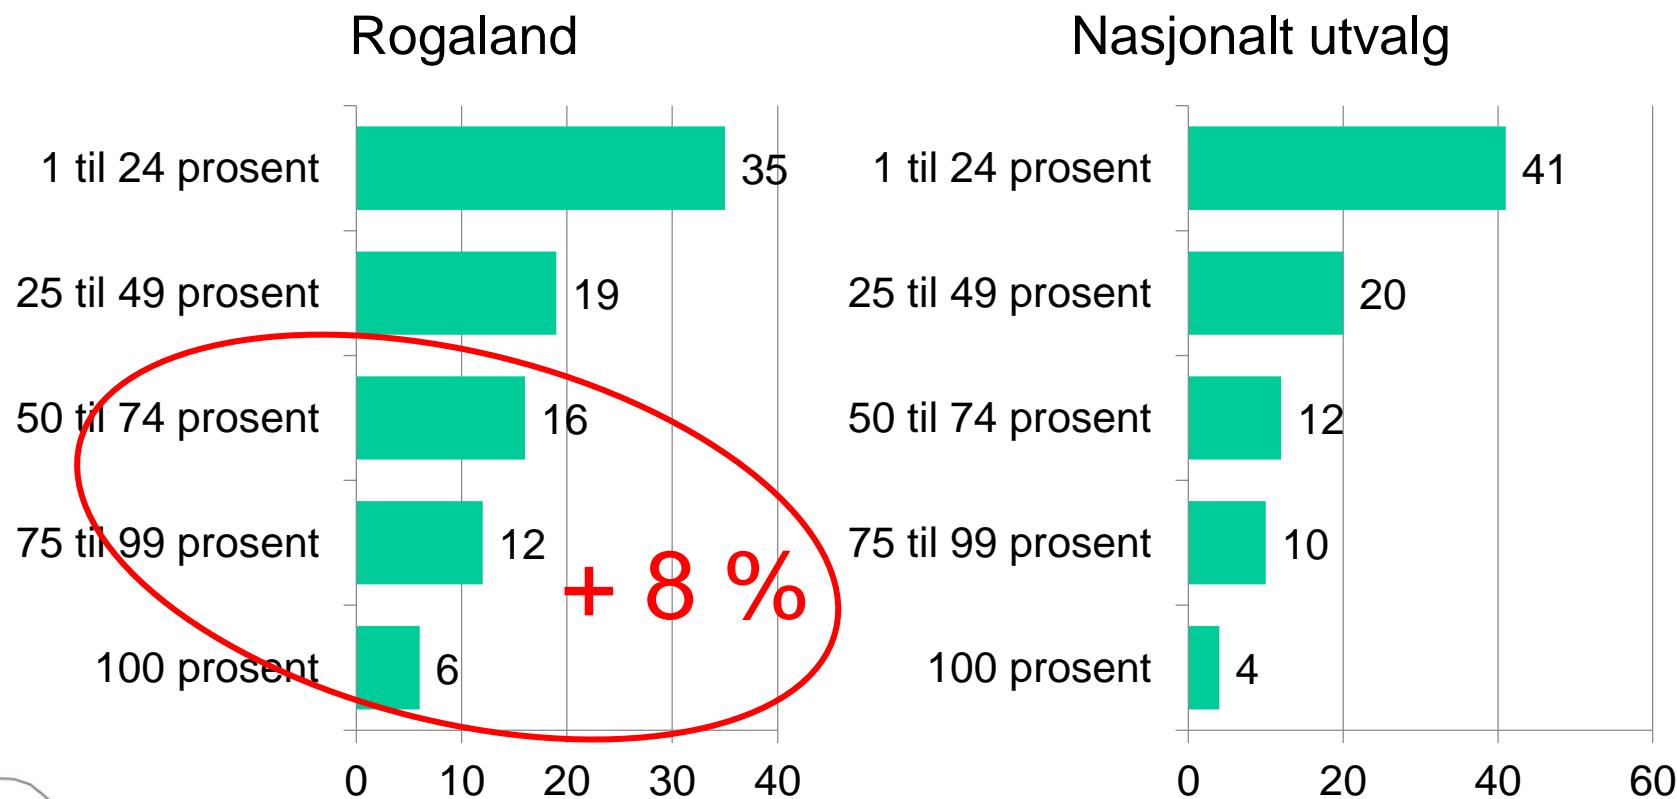 Rogaland
1 til 24 prosent 35
25 til 49 prosent 19
50 til 74 prosent 16
75 til 99 prosent 12
+ 8 %
100 prosent 6
0 10 20 30 40
Nasjonalt utvalg
1 til 24 prosent 41
25 til 49 prosent 20
50 til 74 prosent 12
75 til 99 prosent 10
100 prosent 4
0 20 40 60